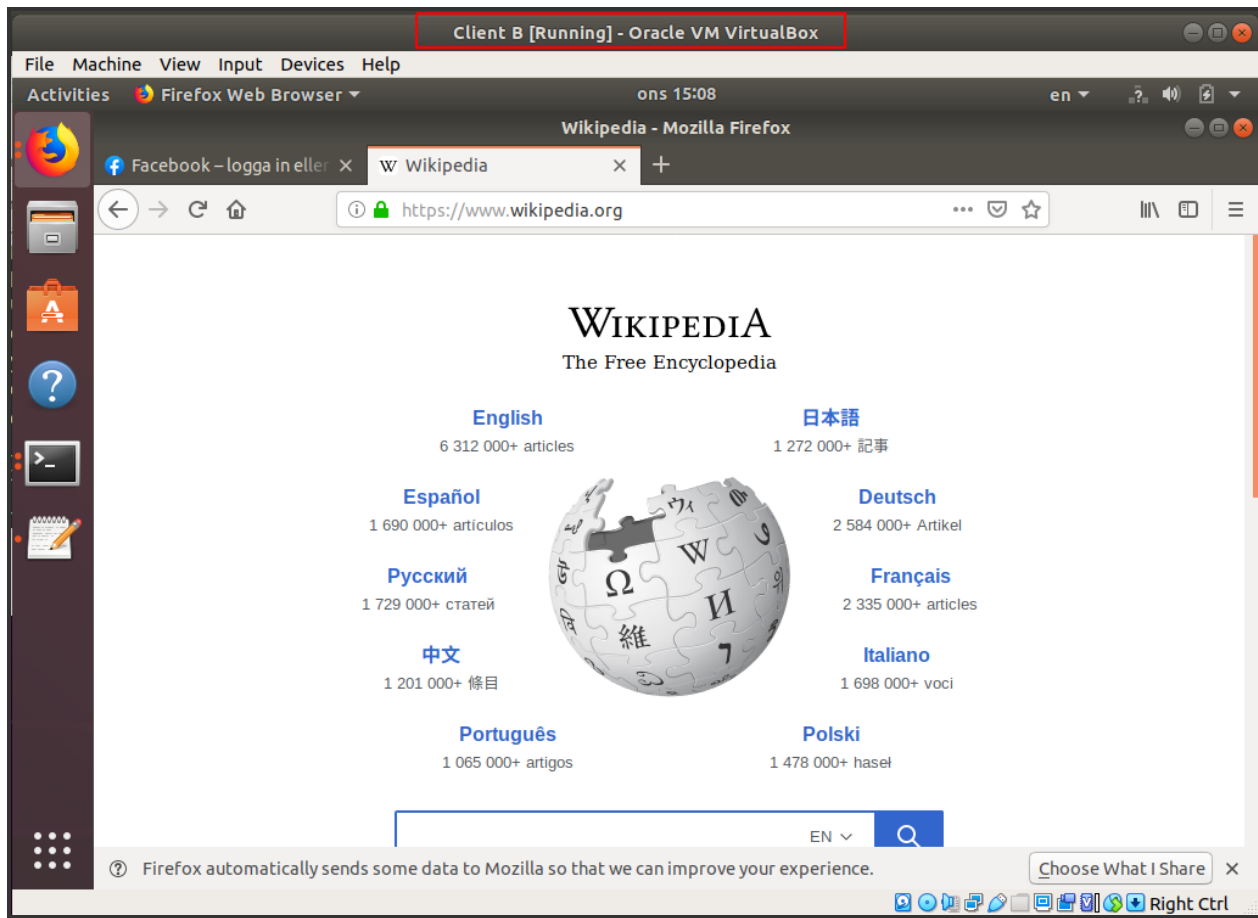 Client B [Running] - Oracle VM VirtualBox
File Machine View Input Devices Help
Activities Firefox Web Browser ons 15:08 en
Wikipedia - Mozilla Firefox
Facebook – logga in eller W Wikipedia
https://www.wikipedia.org
WIKIPEDIA
The Free Encyclopedia
English 日本語
6 312 000+ articles 1 272 000+ 記事
Español Deutsch
1 690 000+ artículos 2 584 000+ Artikel
Русский Français
1 729 000+ статей 2 335 000+ articles
中文 Italiano
1 201 000+ 條目 1 698 000+ voci
Português Polski
1 065 000+ artigos 1 478 000+ haseł
Ω W И 維 ウィ 7
EN
Firefox automatically sends some data to Mozilla so that we can improve your experience. Choose What I Share
Right Ctrl